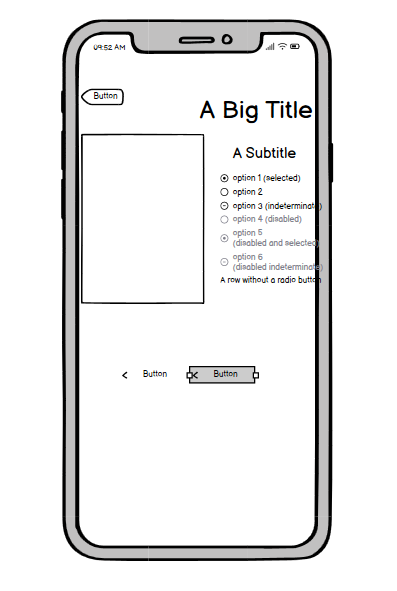 09:52 AM
Button
A Big Title
A Subtitle
option 1 (selected)
option 2
option 3 (indeterminate)
option 4 (disabled)
option 5
(disabled and selected)
option 6
(disabled indeterminate)
A row without a radio button
Button
Button